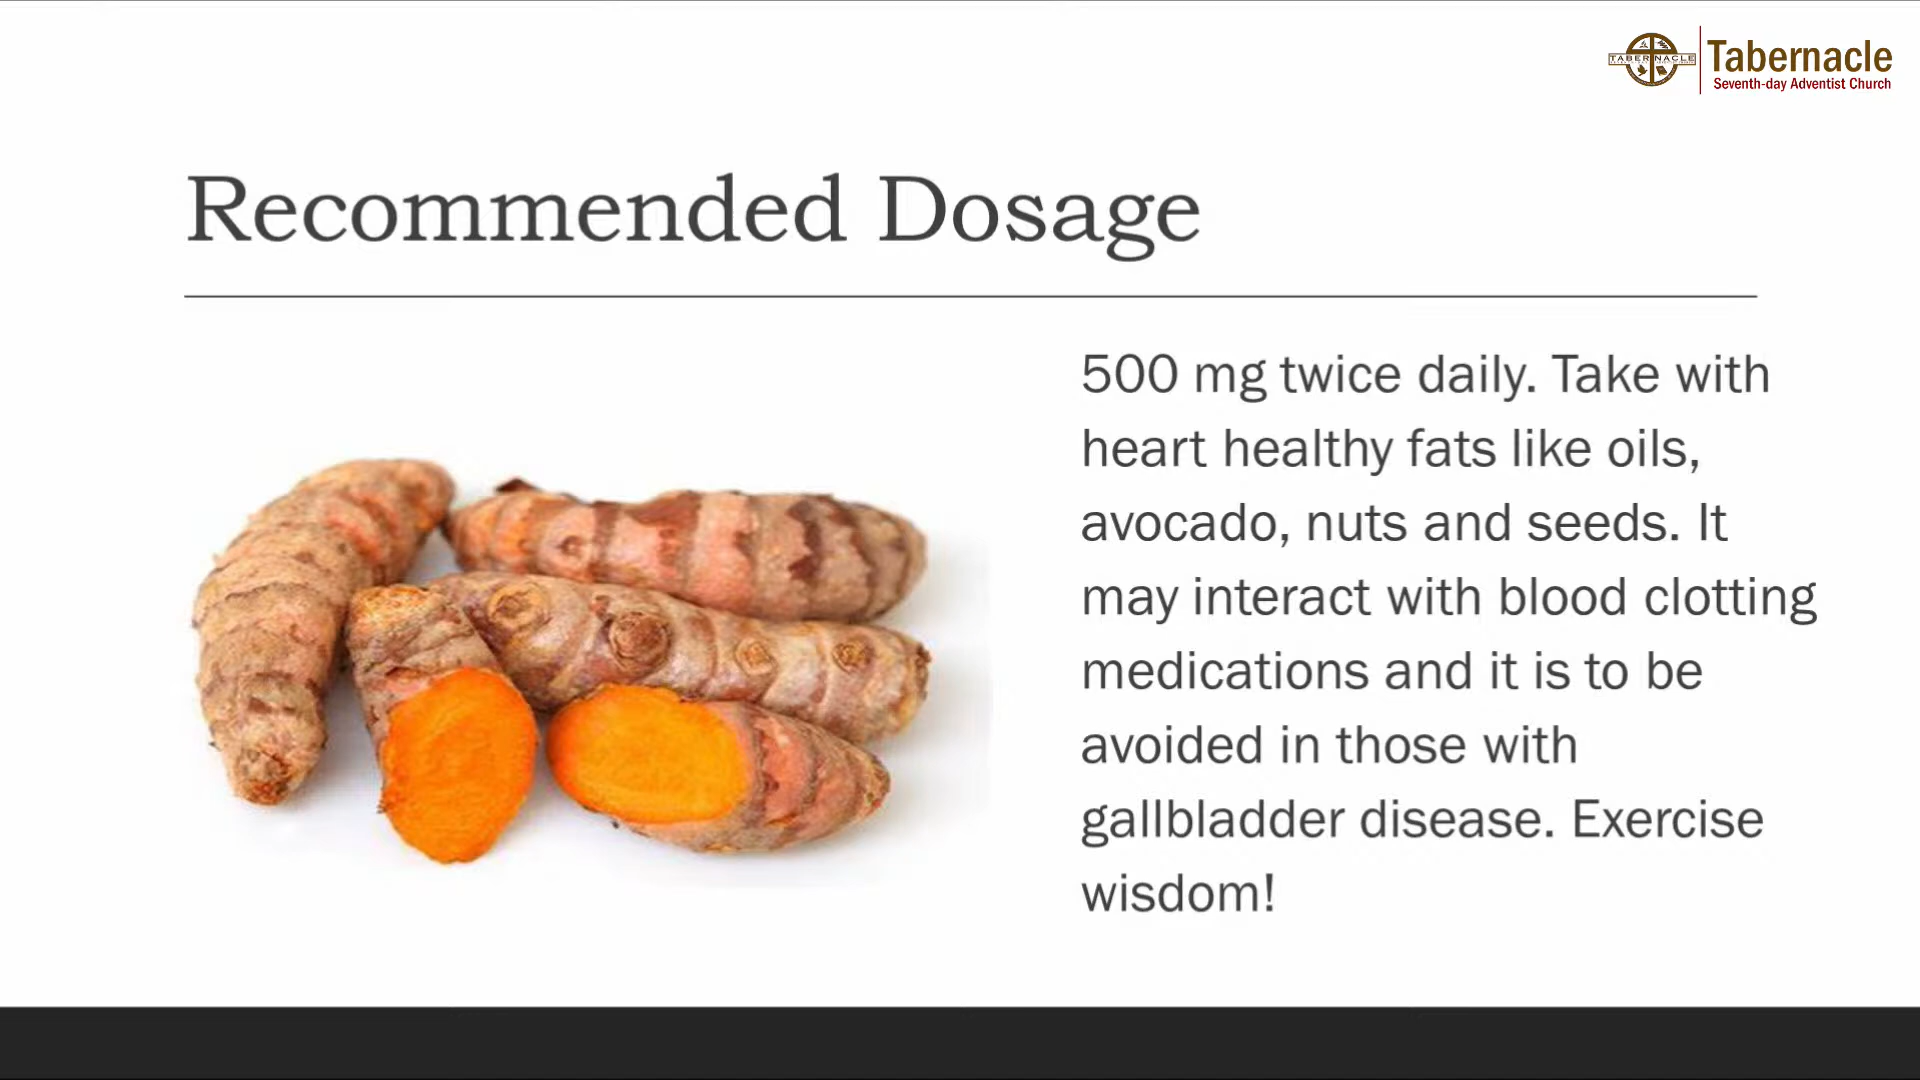 TABERNACLE
Tabernacle
Seventh-day Adventist Church
Recommended Dosage
500 mg twice daily. Take with
heart healthy fats like oils,
avocado, nuts and seeds. It
may interact with blood clotting
medications and it is to be
avoided in those with
gallbladder disease. Exercise
wisdom!